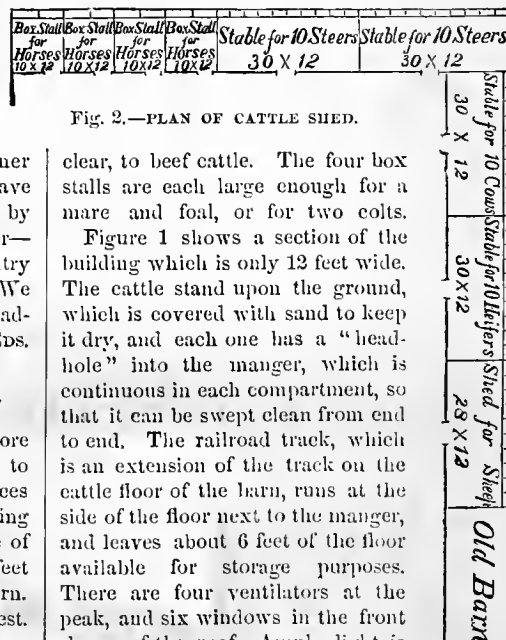 Box Stall for Horses 10 X 12
Box Stall for Horses 10 X 12
Box Stall for Horses 10 X 12
Box Stall for Horses 10 X 12
Stable for 10 Steers 30 X 12
Stable for 10 Steers 30 X 12
Stable for 10 Cows 30 X 12
Stable for 10 Heifers 30 X 12
Shed for Sheep 28 X 12
Old Barn
Fig. 2.—PLAN OF CATTLE SHED.
clear, to beef cattle. The four box
stalls are each large enough for a
mare and foal, or for two colts.
Figure 1 shows a section of the
building which is only 12 feet wide.
The cattle stand upon the ground,
which is covered with sand to keep
it dry, and each one has a "head-
hole" into the manger, which is
continuous in each compartment, so
that it can be swept clean from end
to end. The railroad track, which
is an extension of the track on the
cattle floor of the barn, runs at the
side of the floor next to the manger,
and leaves about 6 feet of the floor
available for storage purposes.
There are four ventilators at the
peak, and six windows in the front
by
We
to
of